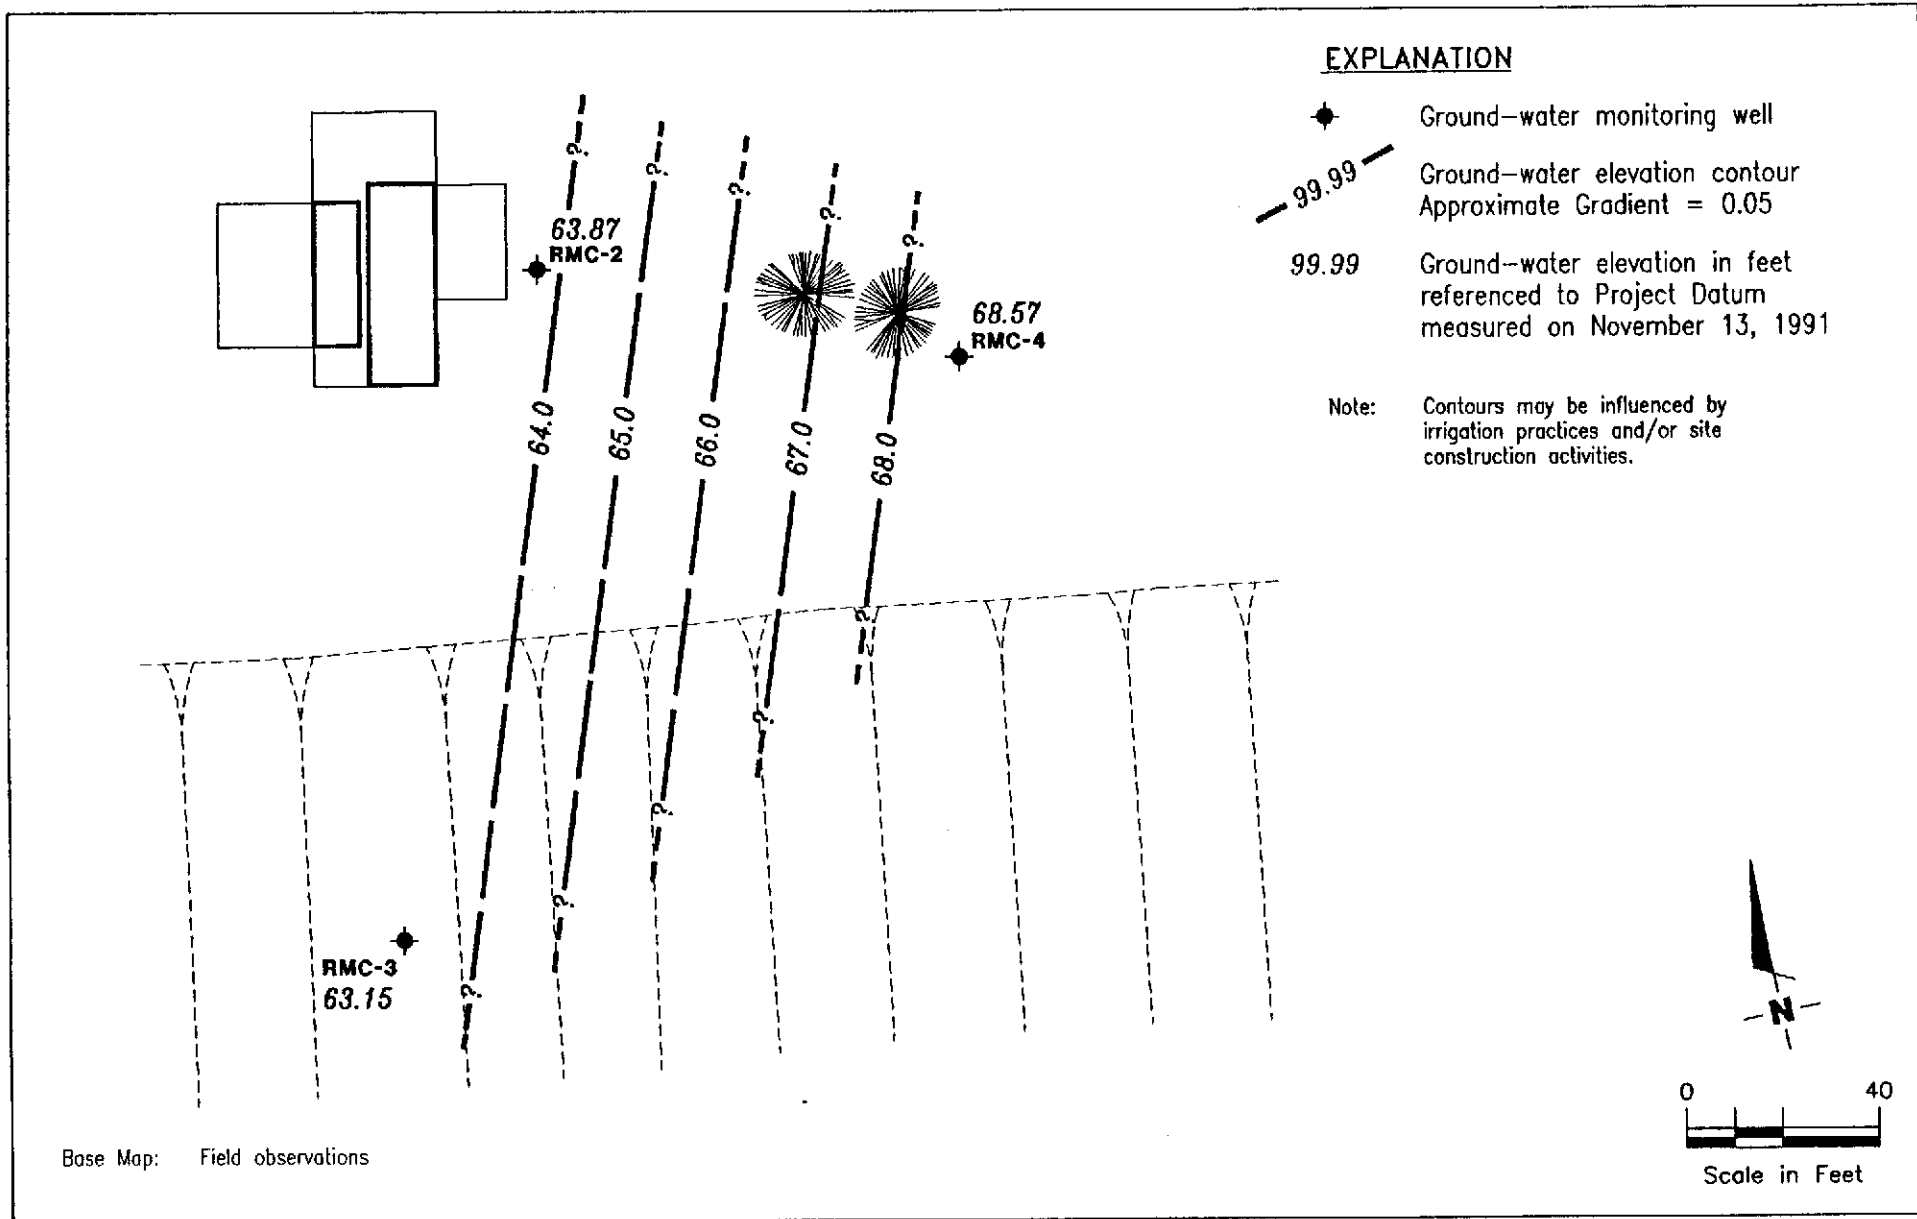 EXPLANATION
Ground-water monitoring well
99.99
Ground-water elevation contour
Approximate Gradient = 0.05
99.99
Ground-water elevation in feet
referenced to Project Datum
measured on November 13, 1991
Note:
Contours may be influenced by
irrigation practices and/or site
construction activities.
? ? ? ? ?
63.87
RMC-2
68.57
RMC-4
64.0
65.0
66.0
67.0
68.0
? ? ? ? ?
RMC-3
63.15
N
0 40
Scale in Feet
Base Map: Field observations